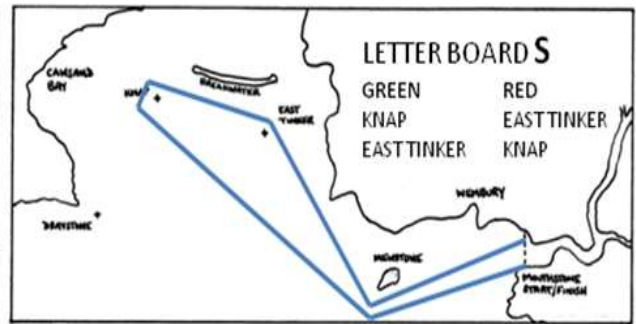 LETTER BOARD S
GREEN RED
KNAP EAST TINKER
EAST TINKER KNAP
CAWSAND
BAY
BREAKWATER
EAST
TINKER
DRAYSTONE
WEMBURY
MEWSTONE
MOUTHSTONE
START/FINISH